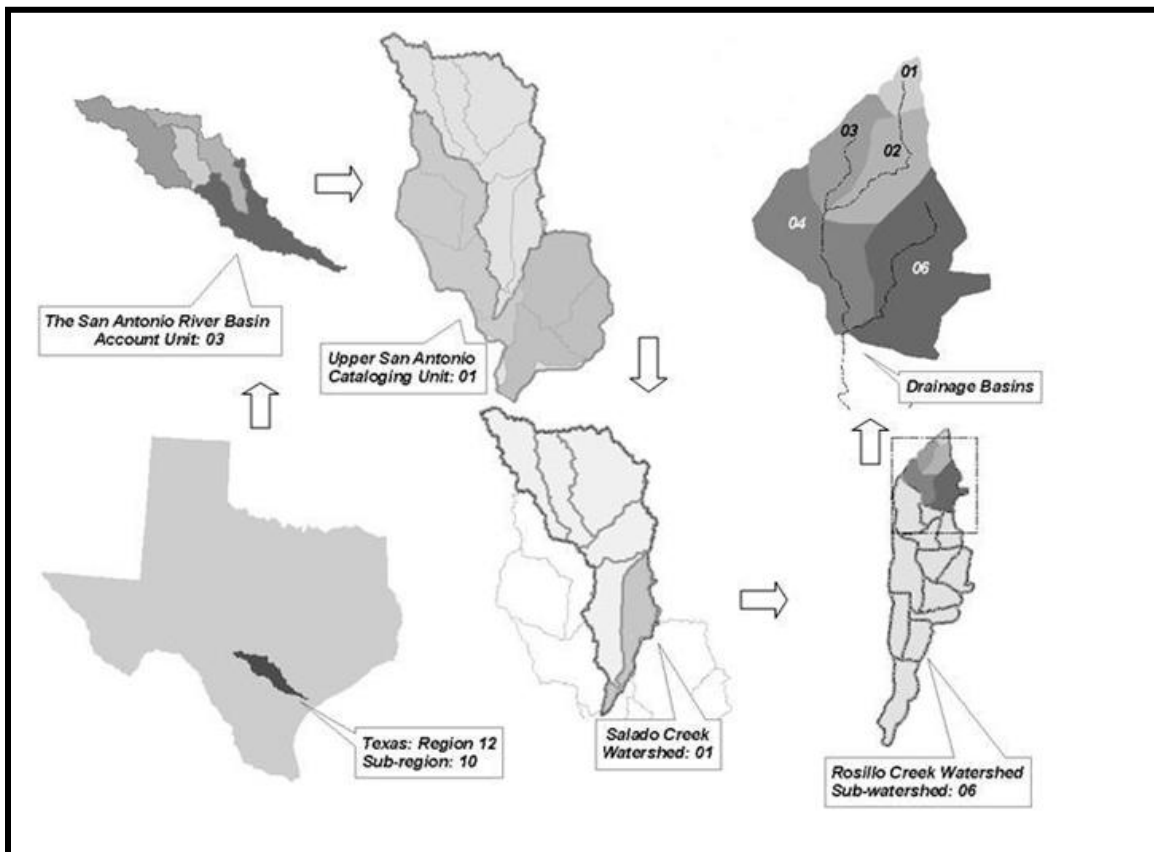 01
03
02
04
06
The San Antonio River Basin
Account Unit: 03
Upper San Antonio
Cataloging Unit: 01
Drainage Basins
Texas: Region 12
Sub-region: 10
Salado Creek
Watershed: 01
Rosillo Creek Watershed
Sub-watershed: 06